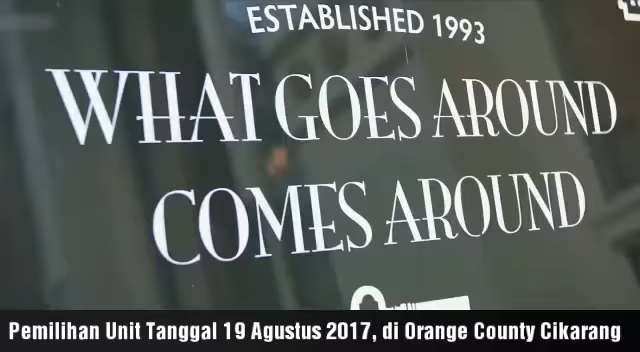 ESTABLISHED 1993
WHAT GOES AROUND
COMES AROUND
Pemilihan Unit Tanggal 19 Agustus 2017, di Orange County Cikarang